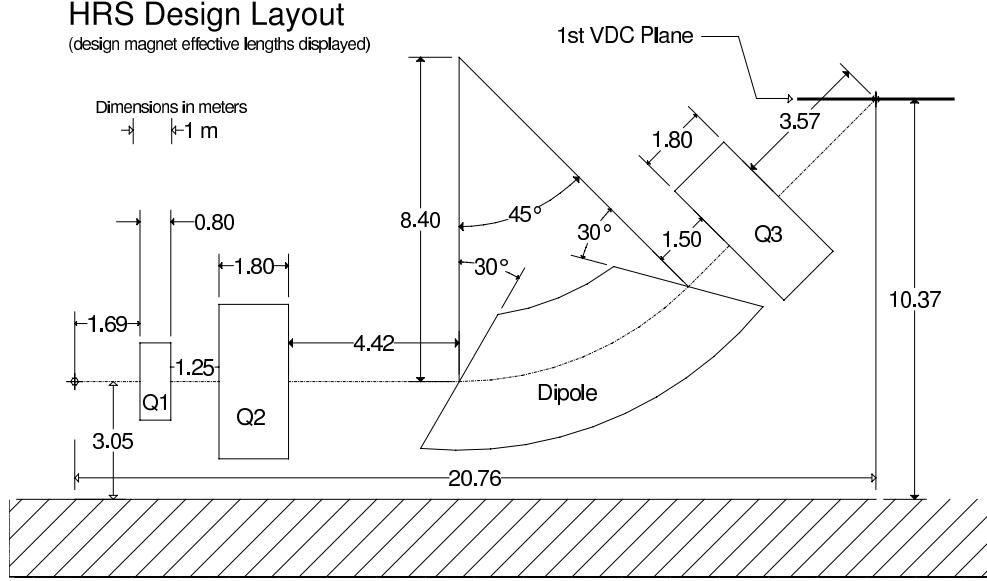 HRS Design Layout
(design magnet effective lengths displayed)
1st VDC Plane
Dimensions in meters
1 m
3.57
1.80
0.80
8.40
45°
30°
1.50
Q3
1.80
30°
10.37
1.69
4.42
1.25
Dipole
Q1
Q2
3.05
20.76